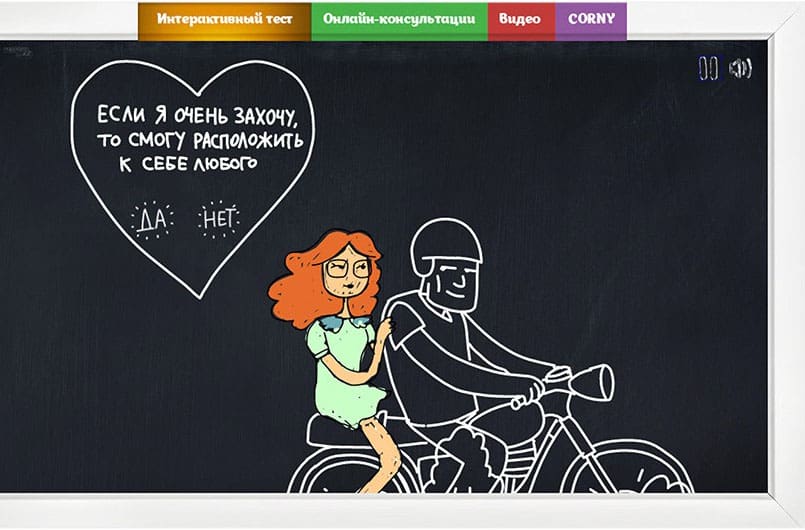 Интерактивный тест
Онлайн-консультации
Видео
CORNY
ЕСЛИ Я ОЧЕНЬ ЗАХОЧУ,
ТО СМОГУ РАСПОЛОЖИТЬ
К СЕБЕ ЛЮБОГО
ДА НЕТ